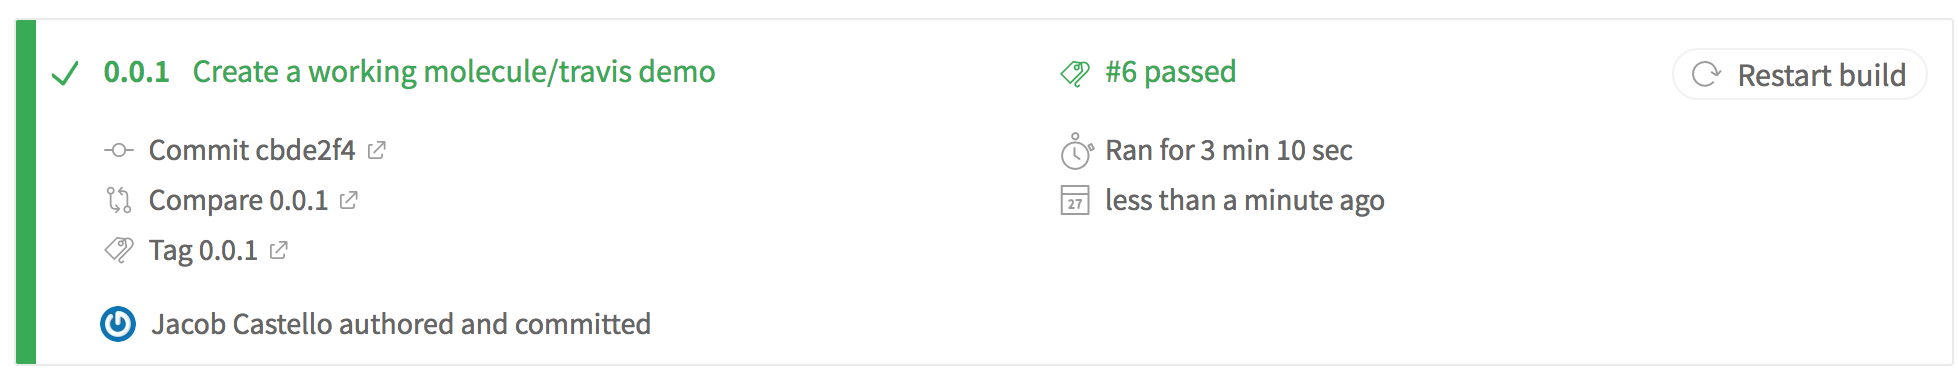 0.0.1 Create a working molecule/travis demo
Commit cbde2f4
Compare 0.0.1
Tag 0.0.1
Jacob Castello authored and committed
#6 passed
Ran for 3 min 10 sec
27
less than a minute ago
Restart build